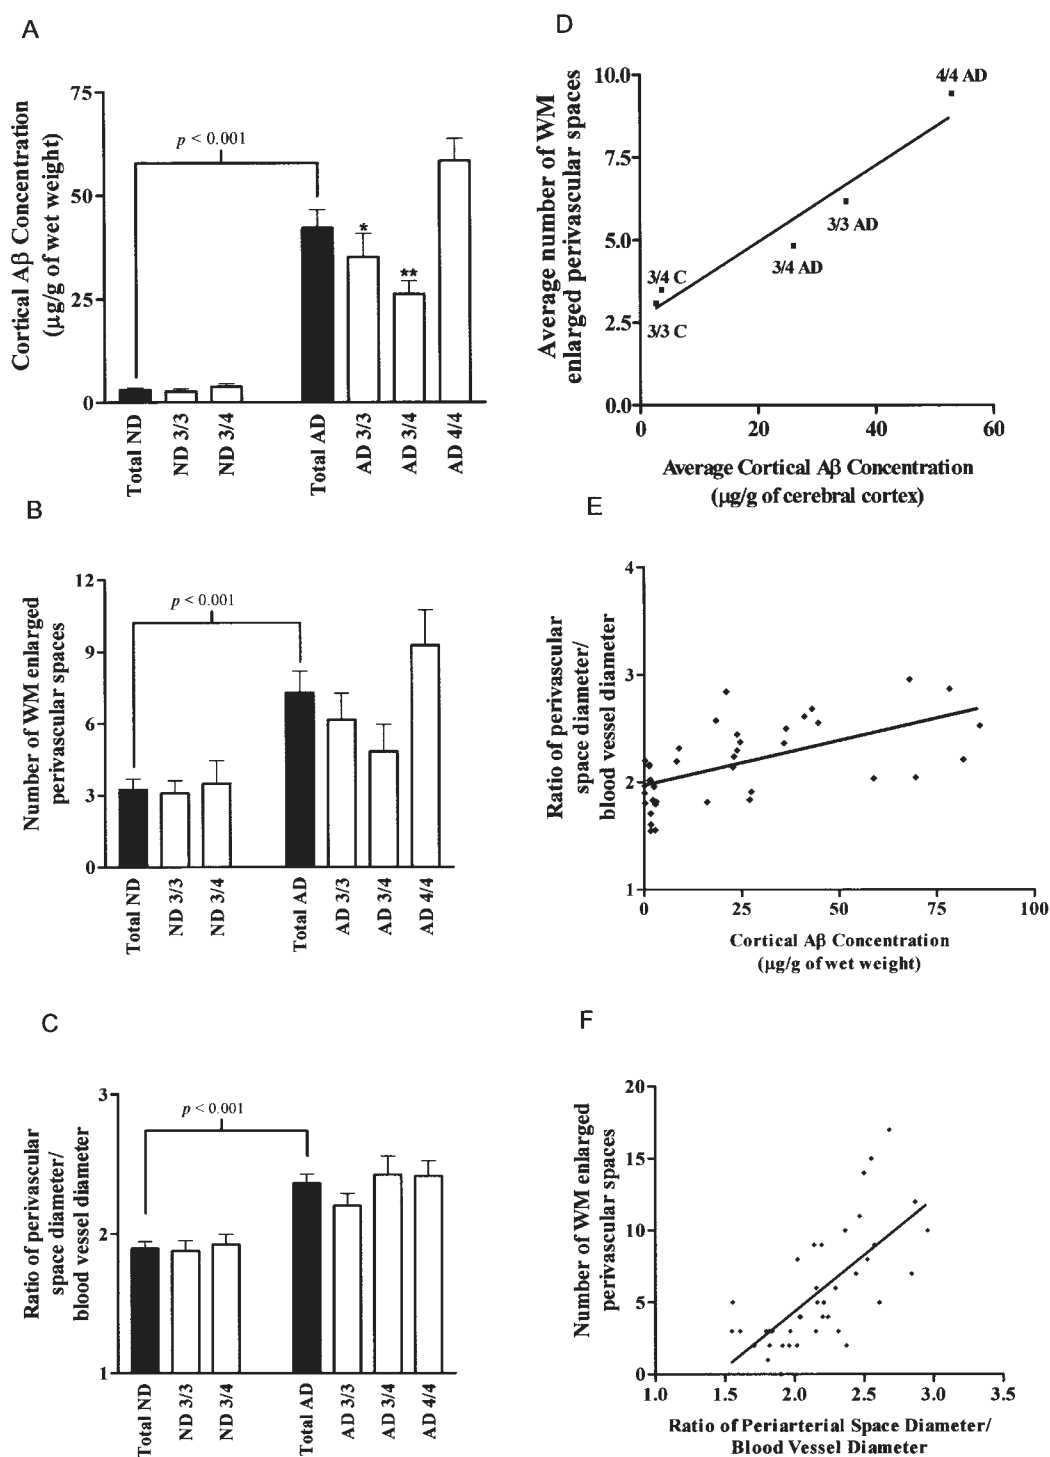 A
Cortical Aβ Concentration
(μg/g of wet weight)
75
50
25
0
p < 0.001
*
**
Total ND
ND 3/3
ND 3/4
Total AD
AD 3/3
AD 3/4
AD 4/4
B
Number of WM enlarged
perivascular spaces
12
9
6
3
0
p < 0.001
Total ND
ND 3/3
ND 3/4
Total AD
AD 3/3
AD 3/4
AD 4/4
C
Ratio of perivascular
space diameter/
blood vessel diameter
3
2
1
p < 0.001
Total ND
ND 3/3
ND 3/4
Total AD
AD 3/3
AD 3/4
AD 4/4
D
Average number of WM
enlarged perivascular spaces
10.0
7.5
5.0
2.5
0.0
4/4 AD
3/3 AD
3/4 AD
3/4 C
3/3 C
0 20 40 60
Average Cortical Aβ Concentration
(μg/g of cerebral cortex)
E
Ratio of perivascular
space diameter/
blood vessel diameter
4
3
2
1
0 25 50 75 100
Cortical Aβ Concentration
(μg/g of wet weight)
F
Number of WM enlarged
perivascular spaces
20
15
10
5
0
1.0 1.5 2.0 2.5 3.0 3.5
Ratio of Periarterial Space Diameter/
Blood Vessel Diameter